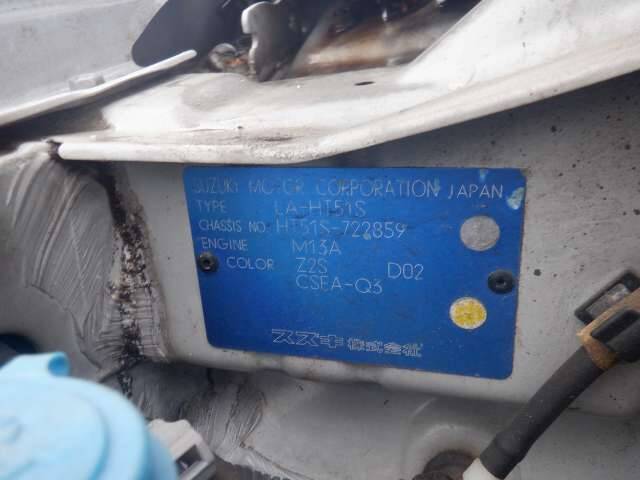 SUZUKI MOTOR CORPORATION JAPAN
TYPE LA-HT51S
CHASSIS NO. HT51S-722859
ENGINE M13A
COLOR Z2S D02
CSEA-Q3
スズキ株式会社